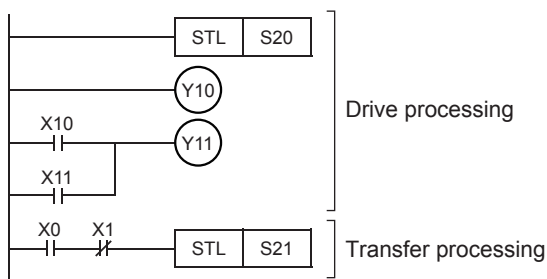 STL S20
Y10
Drive processing
X10
Y11
X11
X0 X1
STL S21 Transfer processing